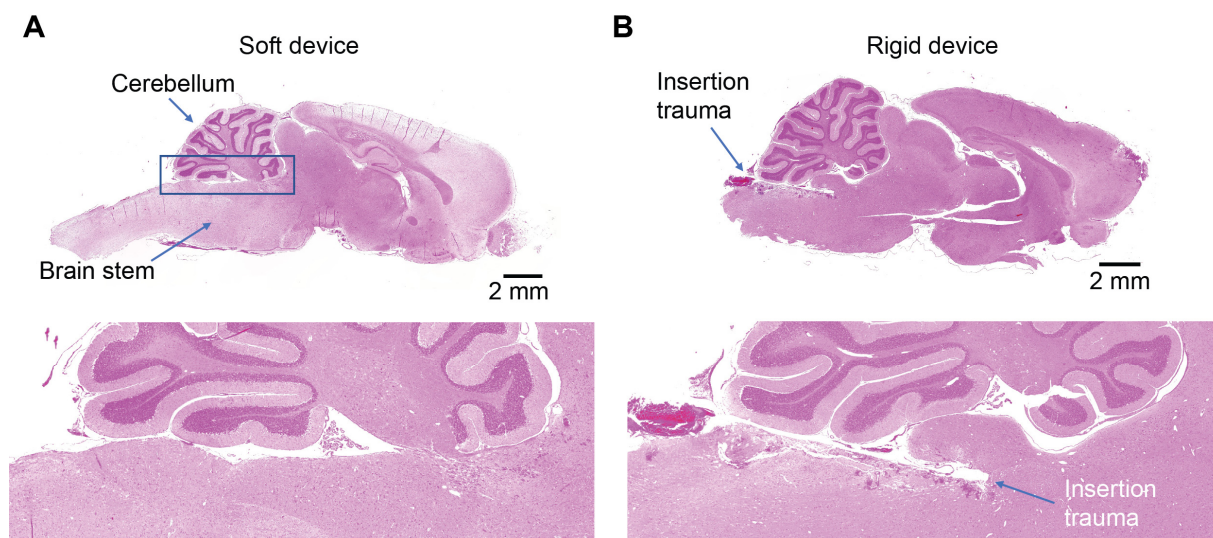 A
Soft device
Cerebellum
Brain stem
2 mm
B
Rigid device
Insertion
trauma
2 mm
Insertion
trauma